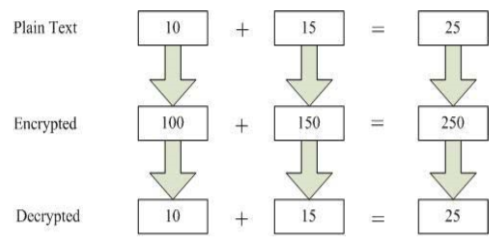 Plain Text 10 + 15 = 25
Encrypted 100 + 150 = 250
Decrypted 10 + 15 = 25